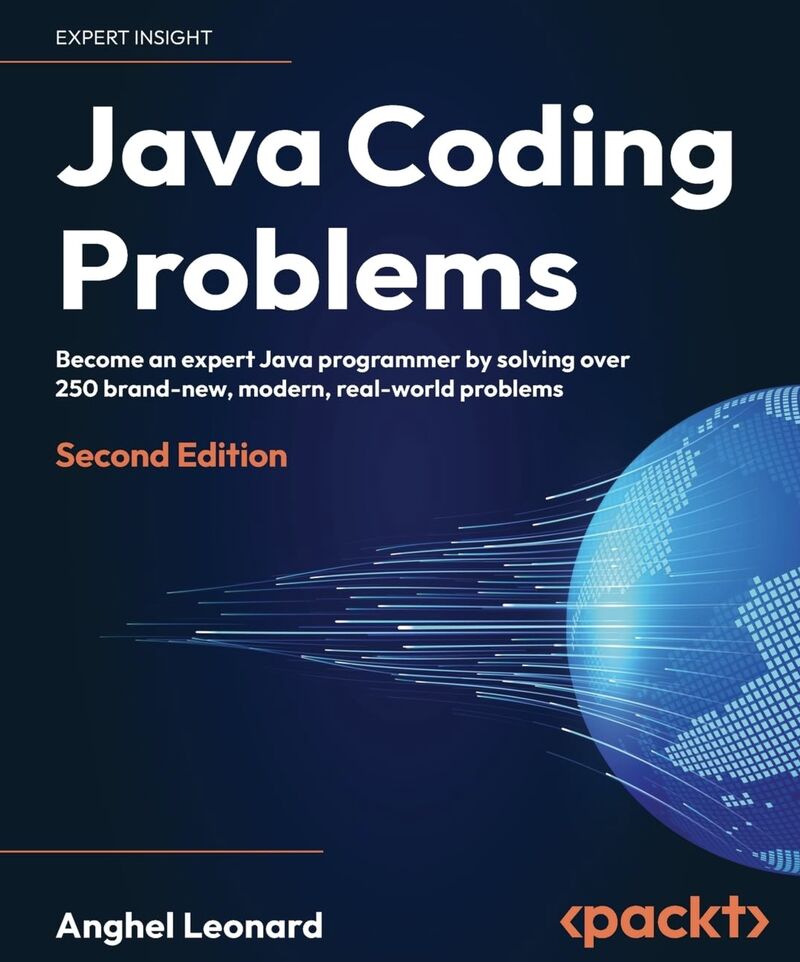 EXPERT INSIGHT
Java Coding
Problems
Become an expert Java programmer by solving over
250 brand-new, modern, real-world problems
Second Edition
Anghel Leonard
<packt>